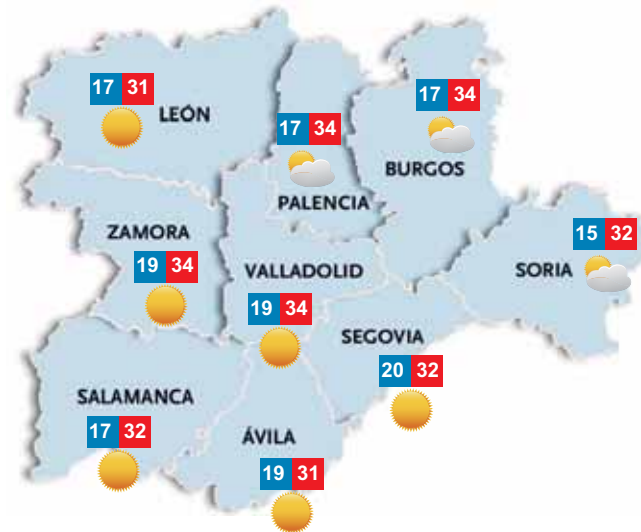 17 31
LEÓN
17 34
PALENCIA
17 34
BURGOS
ZAMORA
19 34
VALLADOLID
19 34
15 32
SORIA
SEGOVIA
20 32
SALAMANCA
17 32
ÁVILA
19 31